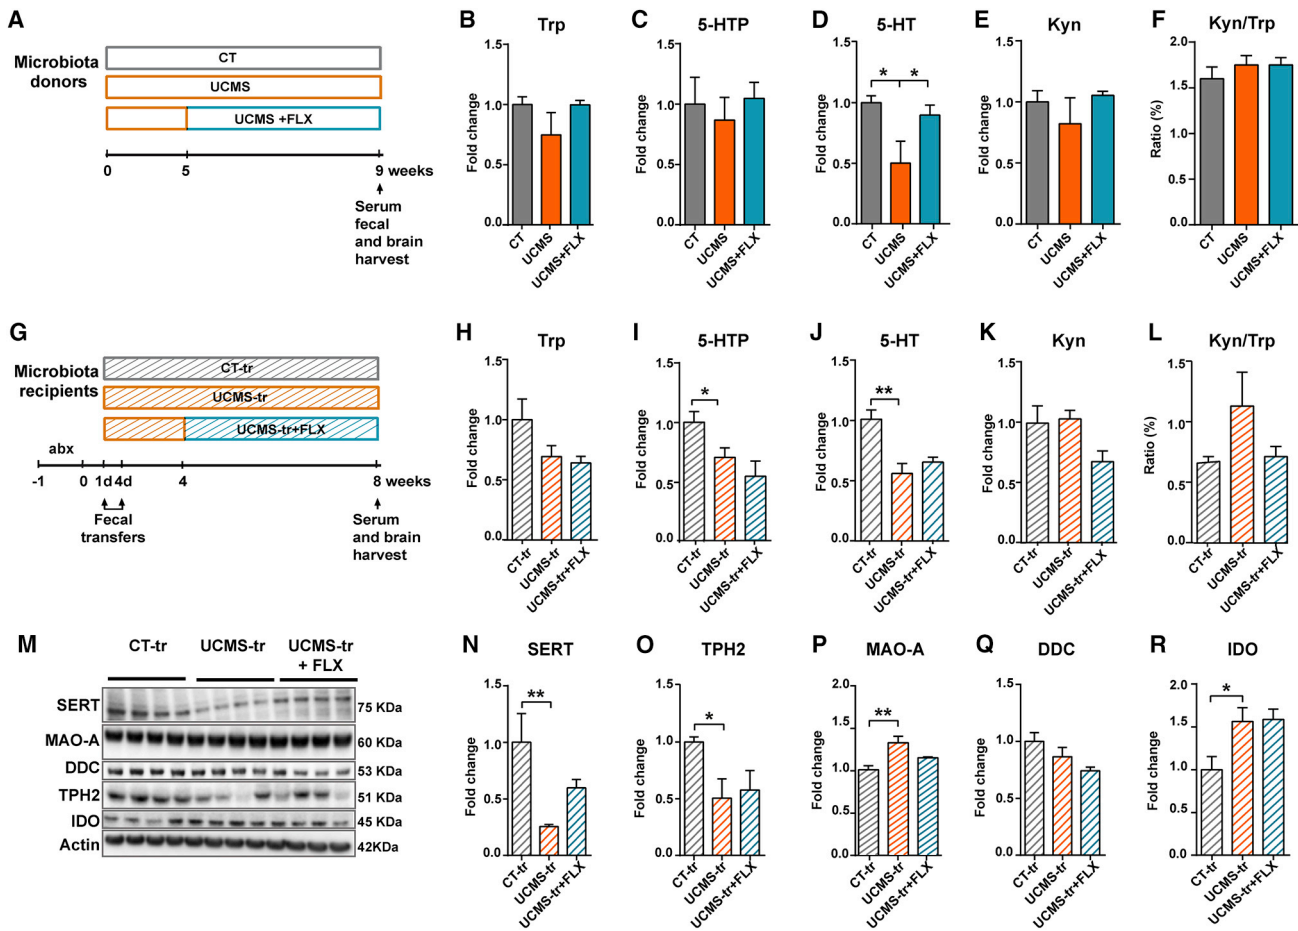 A
Microbiota
donors
CT
UCMS
UCMS +FLX
0
5
9 weeks
Serum
fecal
and brain
harvest
B
Trp
Fold change
1.5
1.0
0.5
0.0
CT
UCMS
UCMS+FLX
C
5-HTP
Fold change
1.5
1.0
0.5
0.0
CT
UCMS
UCMS+FLX
D
5-HT
* *
Fold change
1.5
1.0
0.5
0.0
CT
UCMS
UCMS+FLX
E
Kyn
Fold change
1.5
1.0
0.5
0.0
CT
UCMS
UCMS+FLX
F
Kyn/Trp
Ratio (%)
2.0
1.5
1.0
0.5
0.0
CT
UCMS
UCMS+FLX
G
Microbiota
recipients
CT-tr
UCMS-tr
UCMS-tr+FLX
abx
-1 0 1d 4d 4 8 weeks
Fecal
transfers
Serum
and brain
harvest
H
Trp
Fold change
1.5
1.0
0.5
0.0
CT-tr
UCMS-tr
UCMS-tr+FLX
I
5-HTP
*
Fold change
1.5
1.0
0.5
0.0
CT-tr
UCMS-tr
UCMS-tr+FLX
J
5-HT
**
Fold change
1.5
1.0
0.5
0.0
CT-tr
UCMS-tr
UCMS-tr+FLX
K
Kyn
Fold change
1.5
1.0
0.5
0.0
CT-tr
UCMS-tr
UCMS-tr+FLX
L
Kyn/Trp
Ratio (%)
1.5
1.0
0.5
0.0
CT-tr
UCMS-tr
UCMS-tr+FLX
M
CT-tr UCMS-tr UCMS-tr
+ FLX
SERT 75 KDa
MAO-A 60 KDa
DDC 53 KDa
TPH2 51 KDa
IDO 45 KDa
Actin 42KDa
N
SERT
**
Fold change
1.5
1.0
0.5
0.0
CT-tr
UCMS-tr
UCMS-tr+FLX
O
TPH2
*
Fold change
1.5
1.0
0.5
0.0
CT-tr
UCMS-tr
UCMS-tr+FLX
P
MAO-A
**
Fold change
2.0
1.5
1.0
0.5
0.0
CT-tr
UCMS-tr
UCMS-tr+FLX
Q
DDC
Fold change
1.5
1.0
0.5
0.0
CT-tr
UCMS-tr
UCMS-tr+FLX
R
IDO
*
Fold change
2.0
1.5
1.0
0.5
0.0
CT-tr
UCMS-tr
UCMS-tr+FLX